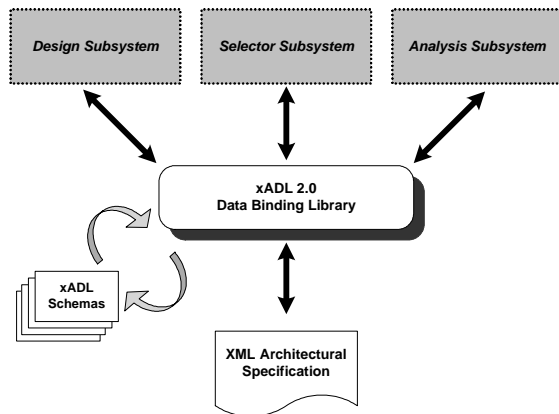 Design Subsystem
Selector Subsystem
Analysis Subsystem
xADL 2.0
Data Binding Library
xADL
Schemas
XML Architectural
Specification